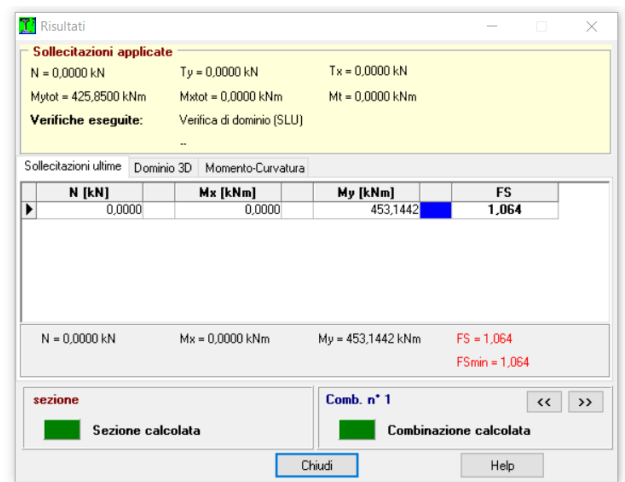 Risultati
Sollecitazioni applicate
N = 0,0000 kN Ty = 0,0000 kN Tx = 0,0000 kN
Mytot = 425,8500 kNm Mxtot = 0,0000 kNm Mt = 0,0000 kNm
Verifiche eseguite: Verifica di dominio (SLU)
--
Sollecitazioni ultime Dominio 3D Momento-Curvatura
N [kN] Mx [kNm] My [kNm] FS
0,0000 0,0000 453,1442 1,064
N = 0,0000 kN Mx = 0,0000 kNm My = 453,1442 kNm FS = 1,064
FSmin = 1,064
sezione Comb. n° 1 << >>
Sezione calcolata Combinazione calcolata
Chiudi Help